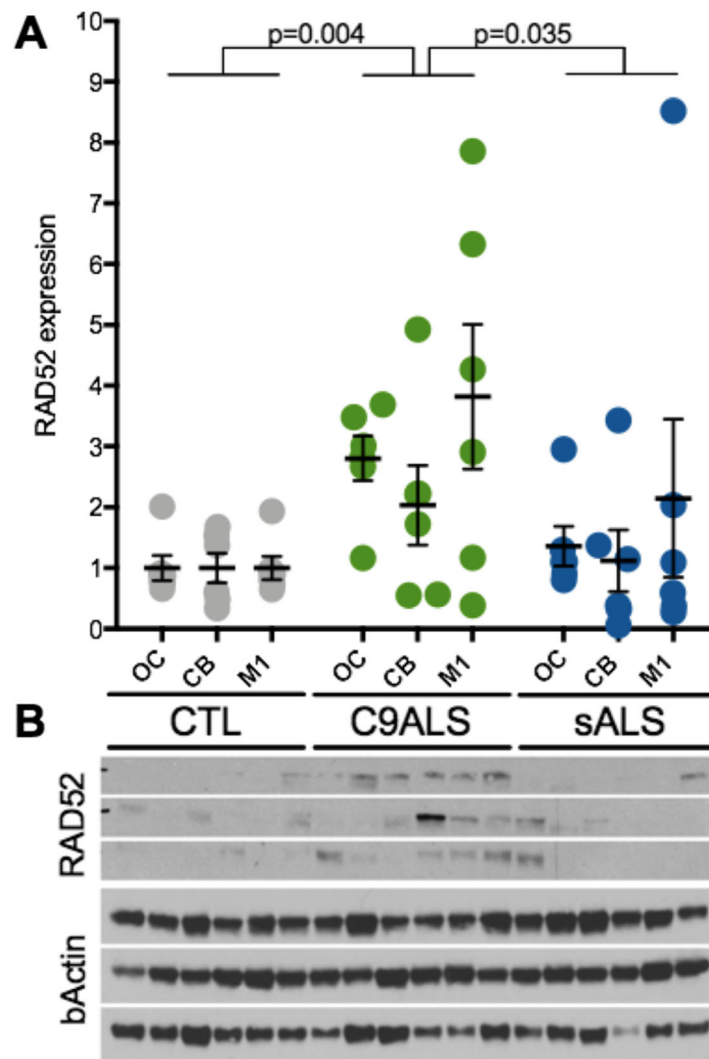 A
10
p=0.004 p=0.035
9
8
7
6
5
4
3
2
1
0
RAD52 expression
OC CB M1 OC CB M1 OC CB M1
CTL C9ALS sALS
B
RAD52
bActin